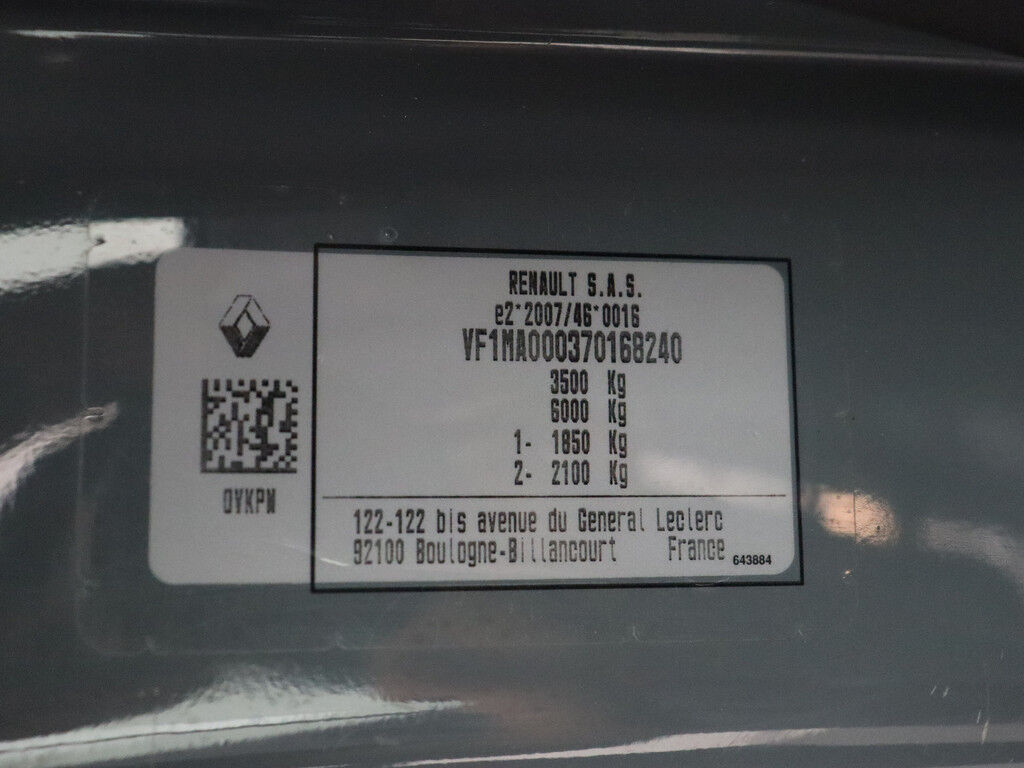 RENAULT S.A.S.
e2*2007/46*0016
VF1MA000370168240
3500 Kg
6000 Kg
1- 1850 Kg
2- 2100 Kg
122-122 bis avenue du General Leclerc
92100 Boulogne-Billancourt France
643884